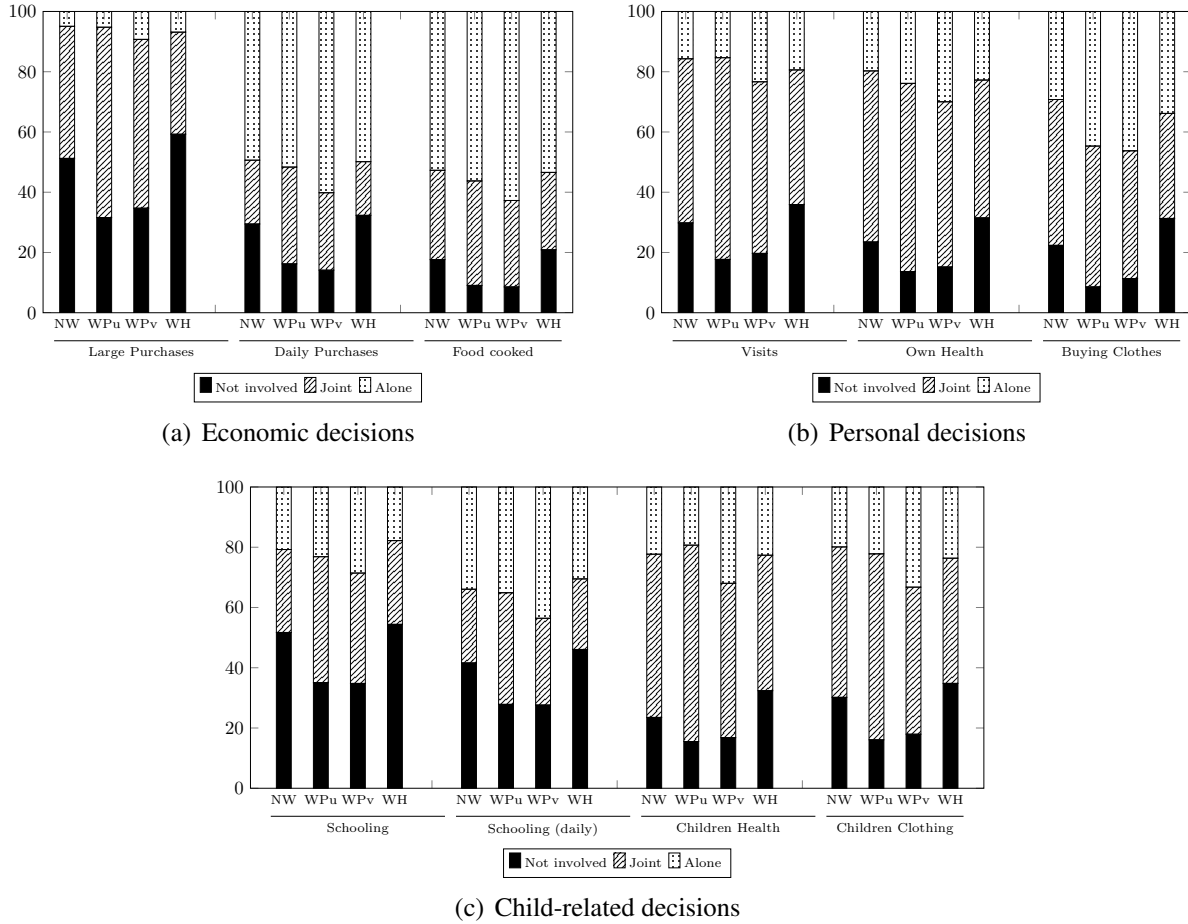 100
80
60
40
20
0
NW WPu WPv WH NW WPu WPv WH NW WPu WPv WH
Large Purchases Daily Purchases Food cooked
Not involved Joint Alone
(a) Economic decisions
100
80
60
40
20
0
NW WPu WPv WH NW WPu WPv WH NW WPu WPv WH
Visits Own Health Buying Clothes
Not involved Joint Alone
(b) Personal decisions
100
80
60
40
20
0
NW WPu WPv WH NW WPu WPv WH NW WPu WPv WH NW WPu WPv WH
Schooling Schooling (daily) Children Health Children Clothing
Not involved Joint Alone
(c) Child-related decisions